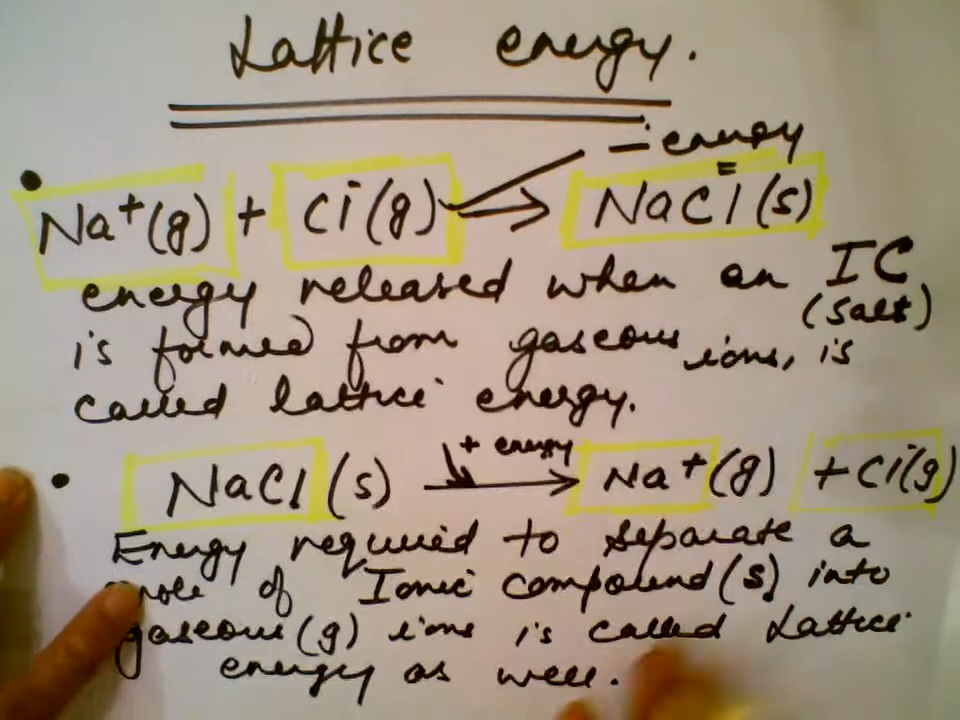 Lattice energy.
- energy
Na⁺(g) + Cl⁻(g) → NaCl(s)
energy released when an IC
(salt)
is formed from gaseous ions, is
called lattice energy.
+ energy
NaCl(s) → Na⁺(g) + Cl⁻(g)
Energy required to separate a
mole of Ionic compound(s) into
gaseous(g) ions is called Lattice
energy as well.